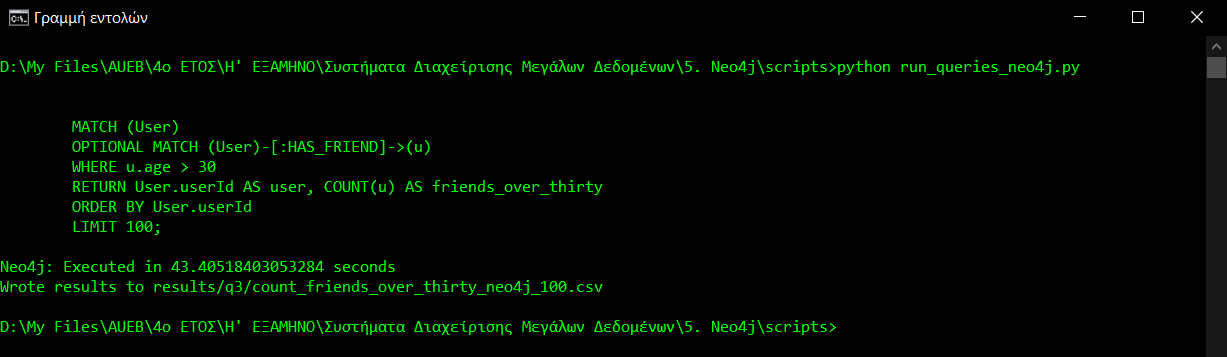 Γραμμή εντολών
D:\My Files\AUEB\4ο ΕΤΟΣ\Η' ΕΞΑΜΗΝΟ\Συστήματα Διαχείρισης Μεγάλων Δεδομένων\5. Neo4j\scripts>python run_queries_neo4j.py
MATCH (User)
OPTIONAL MATCH (User)-[:HAS_FRIEND]->(u)
WHERE u.age > 30
RETURN User.userId AS user, COUNT(u) AS friends_over_thirty
ORDER BY User.userId
LIMIT 100;
Neo4j: Executed in 43.40518403053284 seconds
Wrote results to results/q3/count_friends_over_thirty_neo4j_100.csv
D:\My Files\AUEB\4ο ΕΤΟΣ\Η' ΕΞΑΜΗΝΟ\Συστήματα Διαχείρισης Μεγάλων Δεδομένων\5. Neo4j\scripts>